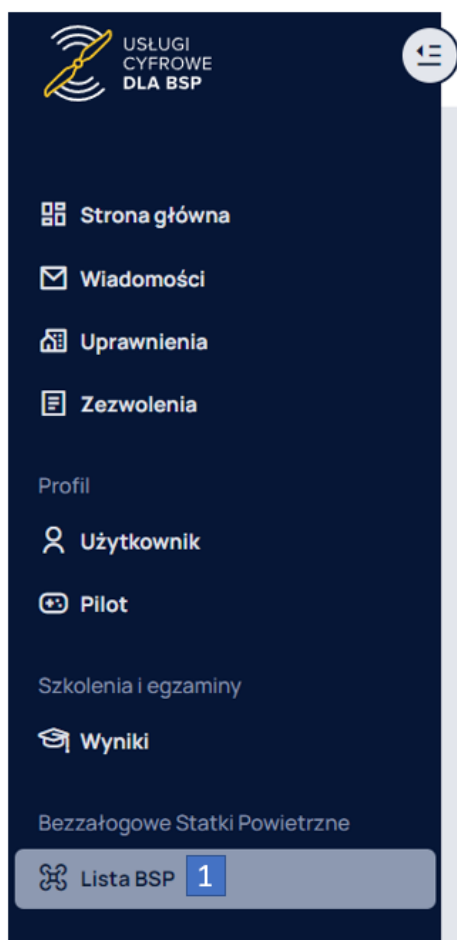 USŁUGI
CYFROWE
DLA BSP
Strona główna
Wiadomości
Uprawnienia
Zezwolenia
Profil
Użytkownik
Pilot
Szkolenia i egzaminy
Wyniki
Bezzałogowe Statki Powietrzne
Lista BSP 1